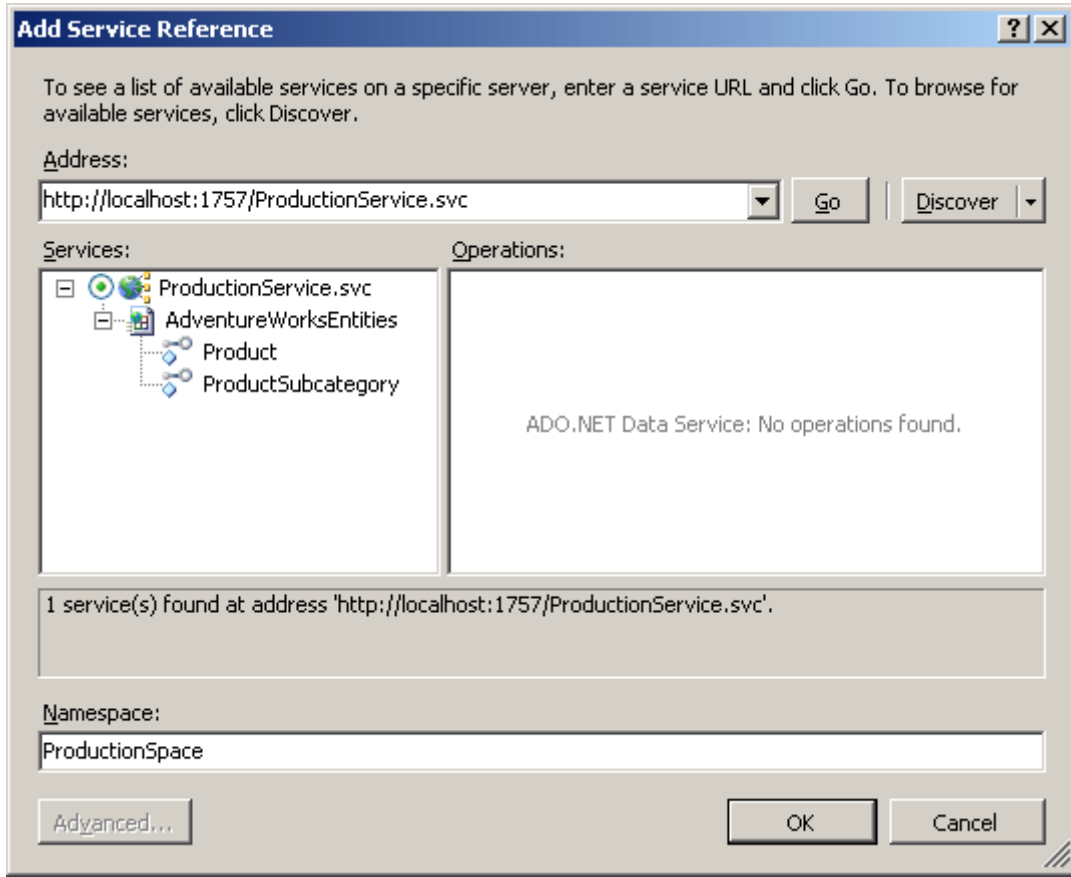 Add Service Reference
To see a list of available services on a specific server, enter a service URL and click Go. To browse for
available services, click Discover.
Address:
http://localhost:1757/ProductionService.svc
Go
Discover
Services:
Operations:
ProductionService.svc
AdventureWorksEntities
Product
ProductSubcategory
ADO.NET Data Service: No operations found.
1 service(s) found at address 'http://localhost:1757/ProductionService.svc'.
Namespace:
ProductionSpace
Advanced...
OK
Cancel